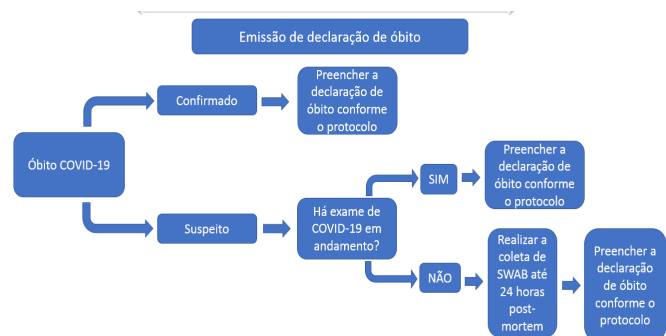 Emissão de declaração de óbito
Óbito COVID-19
Confirmado
Preencher a
declaração de
óbito conforme
o protocolo
Suspeito
Há exame de
COVID-19 em
andamento?
SIM
Preencher a
declaração de
óbito conforme
o protocolo
NÃO
Realizar a
coleta de
SWAB até
24 horas
post-
mortem
Preencher a
declaração
de óbito
conforme o
protocolo